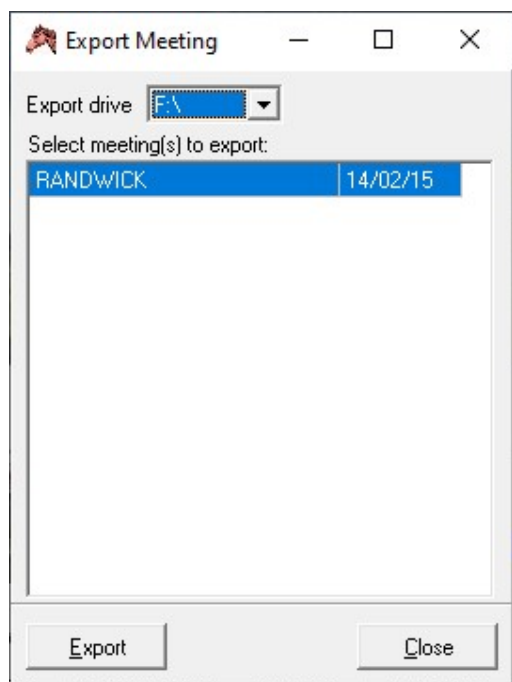 Export Meeting
Export drive F:\
Select meeting(s) to export:
RANDWICK 14/02/15
Export Close